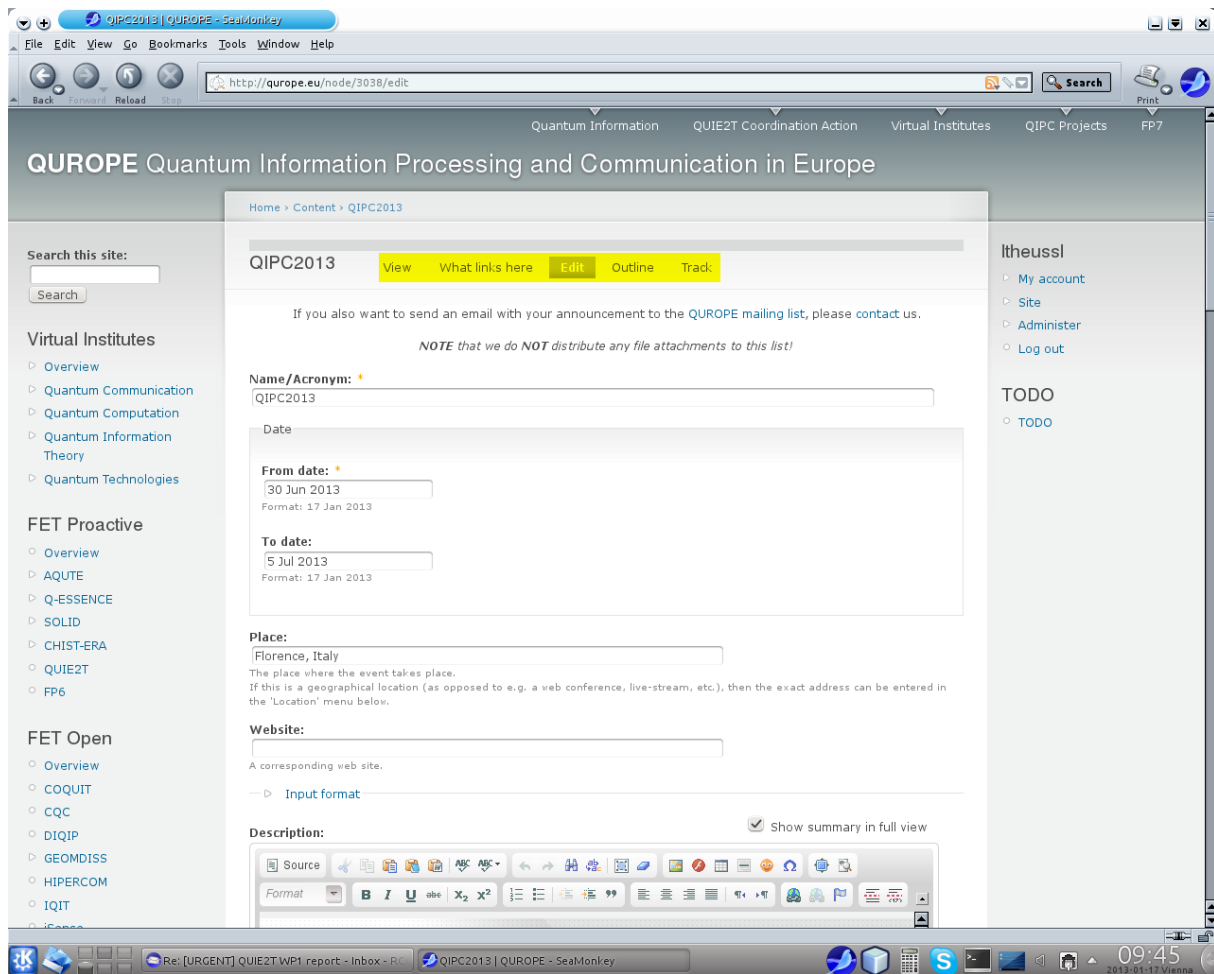 QIPC2013 | QUROPE - SeaMonkey
File Edit View Go Bookmarks Tools Window Help
Back Forward Reload Stop
http://qurope.eu/node/3038/edit
Search
Print
Quantum Information QUIE2T Coordination Action Virtual Institutes QIPC Projects FP7
QUROPE Quantum Information Processing and Communication in Europe
Home › Content › QIPC2013
Search this site:
Search
Virtual Institutes
Overview
Quantum Communication
Quantum Computation
Quantum Information
Theory
Quantum Technologies
FET Proactive
Overview
AQUTE
Q-ESSENCE
SOLID
CHIST-ERA
QUIE2T
FP6
FET Open
Overview
COQUIT
CQC
DIQIP
GEOMDISS
HIPERCOM
IQIT
iSense
QIPC2013
View What links here Edit Outline Track
If you also want to send an email with your announcement to the QUROPE mailing list, please contact us.
NOTE that we do NOT distribute any file attachments to this list!
Name/Acronym: *
QIPC2013
Date
From date: *
30 Jun 2013
Format: 17 Jan 2013
To date:
5 Jul 2013
Format: 17 Jan 2013
Place:
Florence, Italy
The place where the event takes place.
If this is a geographical location (as opposed to e.g. a web conference, live-stream, etc.), then the exact address can be entered in
the 'Location' menu below.
Website:
A corresponding web site.
Input format
Description:
Show summary in full view
Source
Format B I U abc X₂ X²
ltheussl
My account
Site
Administer
Log out
TODO
TODO
Re: [URGENT] QUIE2T WP1 report - Inbox - RC
QIPC2013 | QUROPE - SeaMonkey
09:45
2013-01-17 Vienna